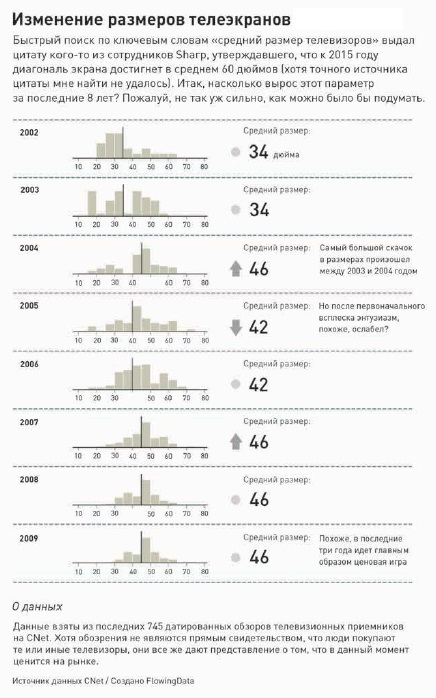 Изменение размеров телеэкранов
Быстрый поиск по ключевым словам «средний размер телевизоров» выдал
цитату кого-то из сотрудников Sharp, утверждавшего, что к 2015 году
диагональ экрана достигнет в среднем 60 дюймов (хотя точного источника
цитаты мне найти не удалось). Итак, насколько вырос этот параметр
за последние 8 лет? Пожалуй, не так уж сильно, как можно было бы подумать.
2002
Средний размер:
34 дюйма
10 20 30 40 50 60 70 80
2003
Средний размер:
34
10 20 30 40 50 60 70 80
2004
Средний размер:
46
Самый большой скачок
в размерах произошел
между 2003 и 2004 годом
10 20 30 40 50 60 70 80
2005
Средний размер:
42
Но после первоначального
всплеска энтузиазм,
похоже, ослабел?
10 20 30 40 50 60 70 80
2006
Средний размер:
42
10 20 30 40 50 60 70 80
2007
Средний размер:
46
10 20 30 40 50 60 70 80
2008
Средний размер:
46
10 20 30 40 50 60 70 80
2009
Средний размер:
46
Похоже, в последние
три года идет главным
образом ценовая игра
10 20 30 40 50 60 70 80
О данных
Данные взяты из последних 745 датированных обзоров телевизионных приемников
на CNet. Хотя обозрения не являются прямым свидетельством, что люди покупают
те или иные телевизоры, они все же дают представление о том, что в данный момент
ценится на рынке.
Источник данных CNet / Создано FlowingData